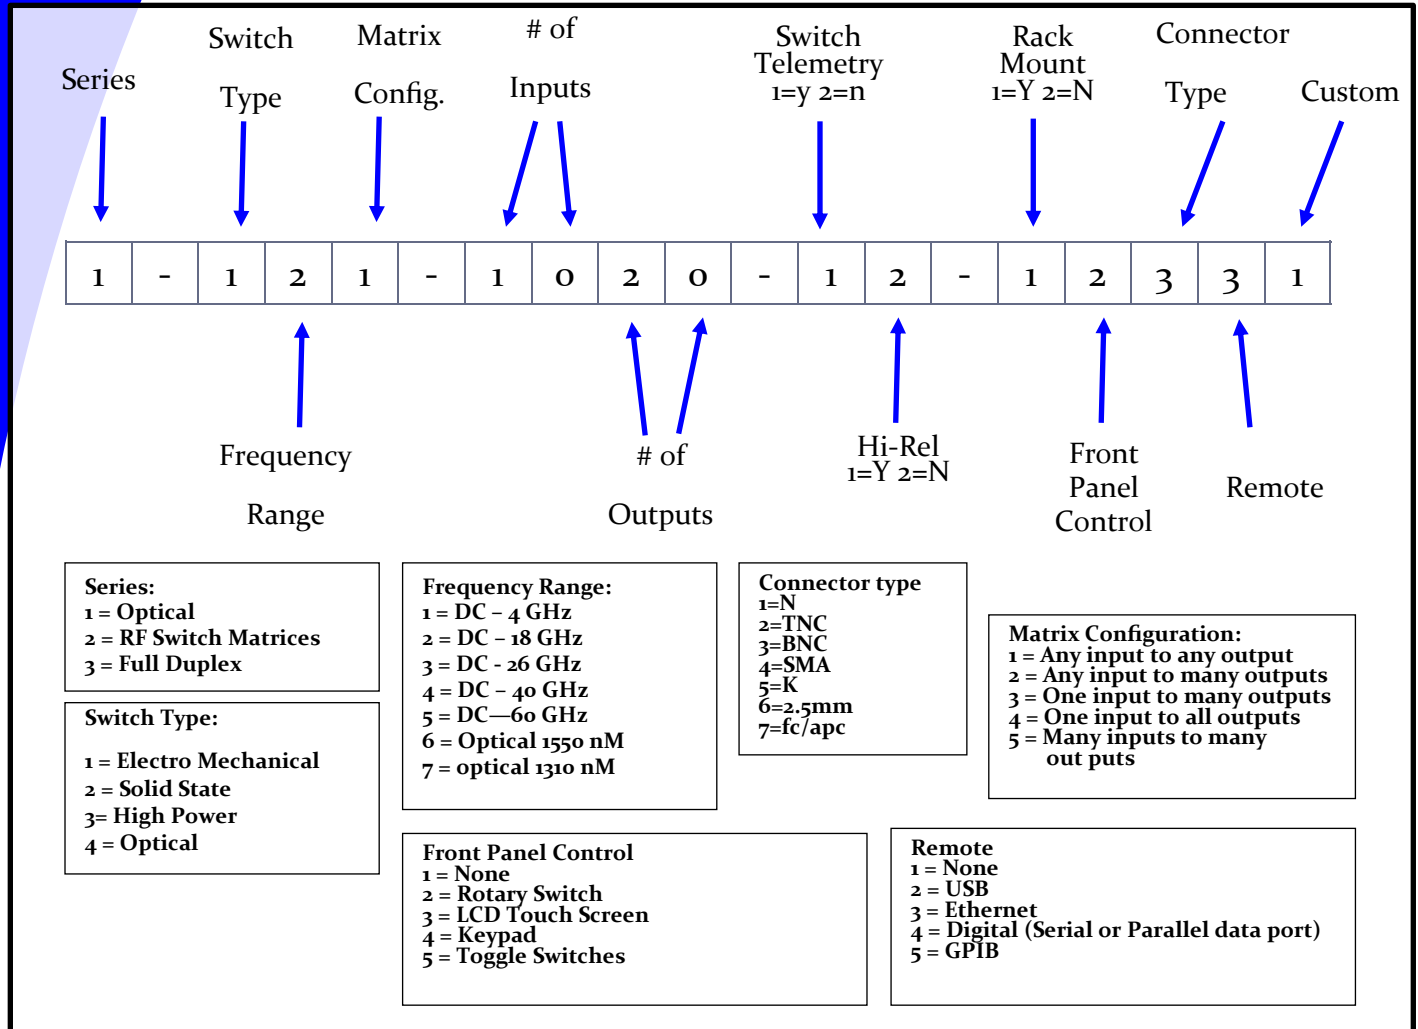 Series
Switch
Type
Matrix
Config.
# of
Inputs
Switch
Telemetry
1=y 2=n
Rack
Mount
1=Y 2=N
Connector
Type
Custom
1 - 1 2 1 - 1 0 2 0 - 1 2 - 1 2 3 3 1
Frequency
Range
# of
Outputs
Hi-Rel
1=Y 2=N
Front
Panel
Control
Remote
Series:
1 = Optical
2 = RF Switch Matrices
3 = Full Duplex
Switch Type:
1 = Electro Mechanical
2 = Solid State
3= High Power
4 = Optical
Frequency Range:
1 = DC – 4 GHz
2 = DC – 18 GHz
3 = DC - 26 GHz
4 = DC – 40 GHz
5 = DC—60 GHz
6 = Optical 1550 nM
7 = optical 1310 nM
Connector type
1=N
2=TNC
3=BNC
4=SMA
5=K
6=2.5mm
7=fc/apc
Matrix Configuration:
1 = Any input to any output
2 = Any input to many outputs
3 = One input to many outputs
4 = One input to all outputs
5 = Many inputs to many
out puts
Front Panel Control
1 = None
2 = Rotary Switch
3 = LCD Touch Screen
4 = Keypad
5 = Toggle Switches
Remote
1 = None
2 = USB
3 = Ethernet
4 = Digital (Serial or Parallel data port)
5 = GPIB